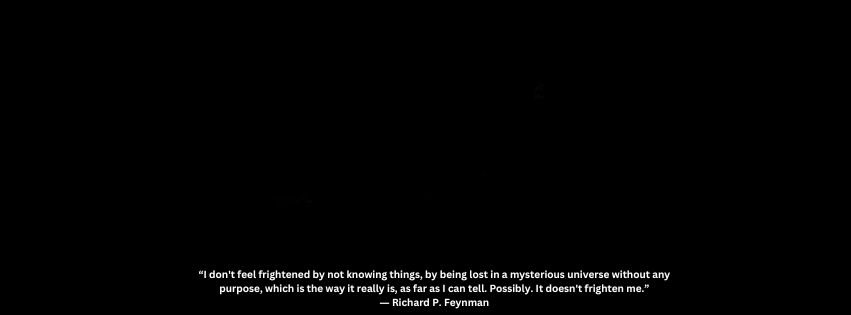 “I don't feel frightened by not knowing things, by being lost in a mysterious universe without any
purpose, which is the way it really is, as far as I can tell. Possibly. It doesn't frighten me.”
— Richard P. Feynman